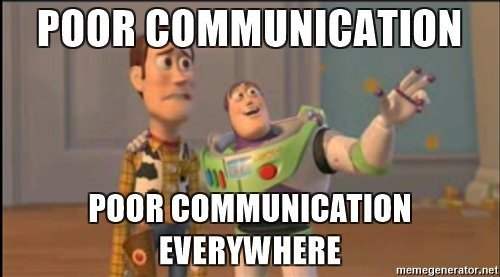 POOR COMMUNICATION
POOR COMMUNICATION
EVERYWHERE
memegenerator.net